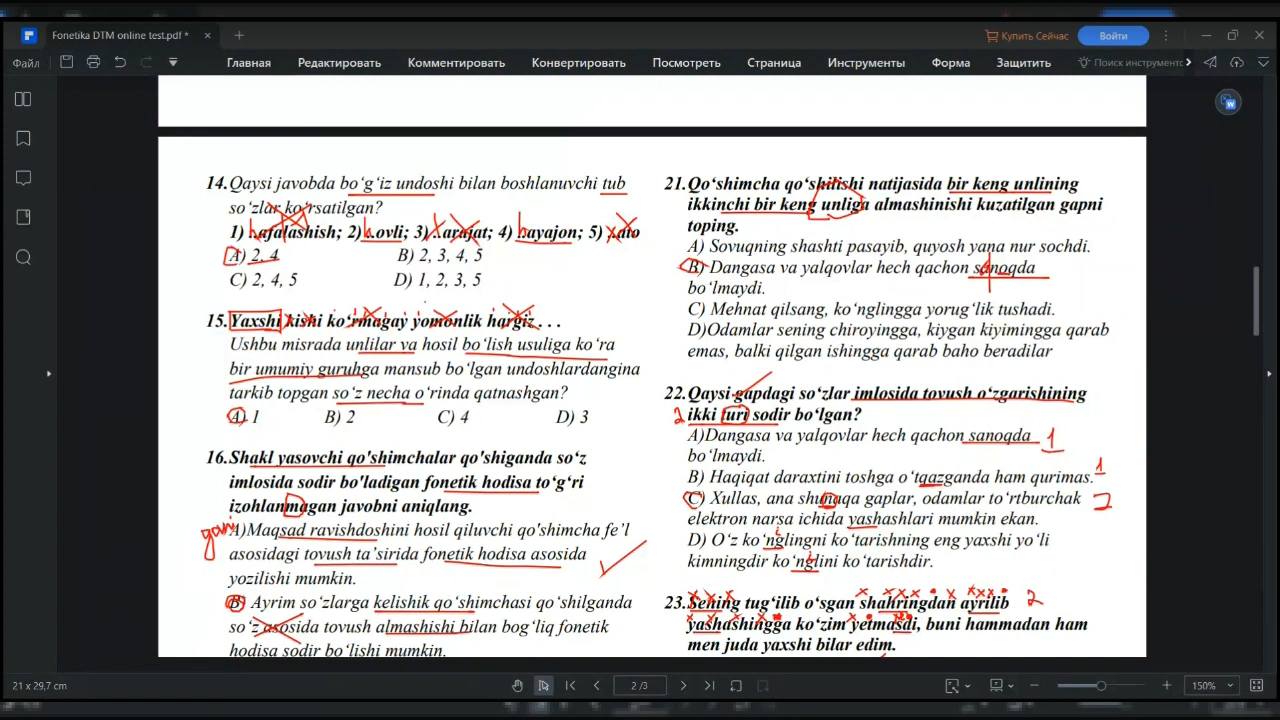 Fonetika DTM online test.pdf *
Купить Сейчас
Войти
Файл
Главная
Редактировать
Комментировать
Конвертировать
Посмотреть
Страница
Инструменты
Форма
Защитить
Поиск инструменто
14. Qaysi javobda bo‘g‘iz undoshi bilan boshlanuvchi tub
so‘zlar ko‘rsatilgan?
1) ..afalashish; 2) ..ovli; 3) ..arajat; 4) ..ayajon; 5) ..ato
h h x h x
A) 2, 4 B) 2, 3, 4, 5
C) 2, 4, 5 D) 1, 2, 3, 5
15. Yaxshi kishi ko‘rmagay yomonlik hargiz . . .
Ushbu misrada unlilar va hosil bo‘lish usuliga ko‘ra
bir umumiy guruhga mansub bo‘lgan undoshlardangina
tarkib topgan so‘z necha o‘rinda qatnashgan?
A) 1 B) 2 C) 4 D) 3
16. Shakl yasovchi qo'shimchalar qo'shiganda so‘z
imlosida sodir bo'ladigan fonetik hodisa to‘g‘ri
izohlanmagan javobni aniqlang.
A)Maqsad ravishdoshini hosil qiluvchi qo'shimcha fe’l
asosidagi tovush ta’sirida fonetik hodisa asosida
yozilishi mumkin.
B) Ayrim so‘zlarga kelishik qo‘shimchasi qo‘shilganda
so‘z asosida tovush almashishi bilan bog‘liq fonetik
hodisa sodir bo‘lishi mumkin.
21. Qo‘shimcha qo‘shilishi natijasida bir keng unlining
ikkinchi bir keng unliga almashinishi kuzatilgan gapni
toping.
A) Sovuqning shashti pasayib, quyosh yana nur sochdi.
B) Dangasa va yalqovlar hech qachon sanoqda
bo‘lmaydi.
C) Mehnat qilsang, ko‘nglingga yorug‘lik tushadi.
D)Odamlar sening chiroyingga, kiygan kiyimingga qarab
emas, balki qilgan ishingga qarab baho beradilar
22. Qaysi gapdagi so‘zlar imlosida tovush o‘zgarishining
2 ikki turi sodir bo‘lgan?
A)Dangasa va yalqovlar hech qachon sanoqda 1
bo‘lmaydi.
B) Haqiqat daraxtini toshga o‘tqazganda ham qurimas. 1
C) Xullas, ana shunaqa gaplar, odamlar to‘rtburchak 2
elektron narsa ichida yashashlari mumkin ekan.
D) O‘z ko‘nglingni ko‘tarishning eng yaxshi yo‘li
kimningdir ko‘nglini ko‘tarishdir.
23. Sening tug‘ilib o‘sgan shahringdan ayrilib 2
yashashingga ko‘zim yetmasdi, buni hammadan ham
men juda yaxshi bilar edim.
21 x 29,7 cm
2 /3
150%